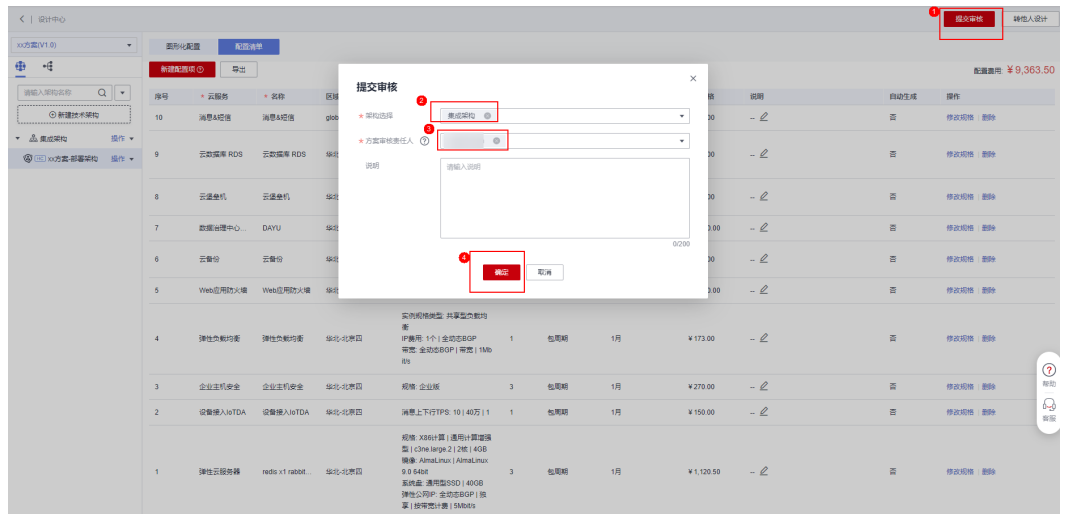 设计中心
1
提交审核
转他人设计
xx方案(V1.0)
图形化配置
配置清单
新建配置项
导出
配置费用: ¥ 9,363.50
请输入架构名称
新建技术架构
集成架构
操作
xx方案-部署架构
操作
序号
* 云服务
* 名称
区域
说明
自动生成
操作
10
消息&短信
消息&短信
glob
--
否
修改规格
删除
9
云数据库 RDS
云数据库 RDS
华北
--
否
修改规格
删除
8
云堡垒机
云堡垒机
华北
--
否
修改规格
删除
7
数据治理中心...
DAYU
华北
--
否
修改规格
删除
6
云备份
云备份
华北
--
否
修改规格
删除
5
Web应用防火墙
Web应用防火墙
华北
--
否
修改规格
删除
提交审核
2
* 架构选择
集成架构
3
* 方案审核责任人
说明
请输入说明
0/200
4
确定
取消
4
弹性负载均衡
弹性负载均衡
华北-北京四
实例规格类型: 共享型负载均
衡
IP费用: 1个 | 全动态BGP
带宽: 全动态BGP | 带宽 | 1Mb
it/s
1
包周期
1月
¥ 173.00
--
否
修改规格
删除
3
企业主机安全
企业主机安全
华北-北京四
规格: 企业版
3
包周期
1月
¥ 270.00
--
否
修改规格
删除
2
设备接入IoTDA
设备接入IoTDA
华北-北京四
消息上下行TPS: 10 | 40万 | 1
1
包周期
1月
¥ 150.00
--
否
修改规格
删除
1
弹性云服务器
redis x1 rabbit...
华北-北京四
规格: X86计算 | 通用计算增强
型 | c3ne.large.2 | 2核 | 4GB
镜像: AlmaLinux | AlmaLinux
9.0 64bit
系统盘: 通用型SSD | 40GB
弹性公网IP: 全动态BGP | 独
享 | 按带宽计费 | 5Mbit/s
3
包周期
1月
¥ 1,120.50
--
否
修改规格
删除
帮助
客服